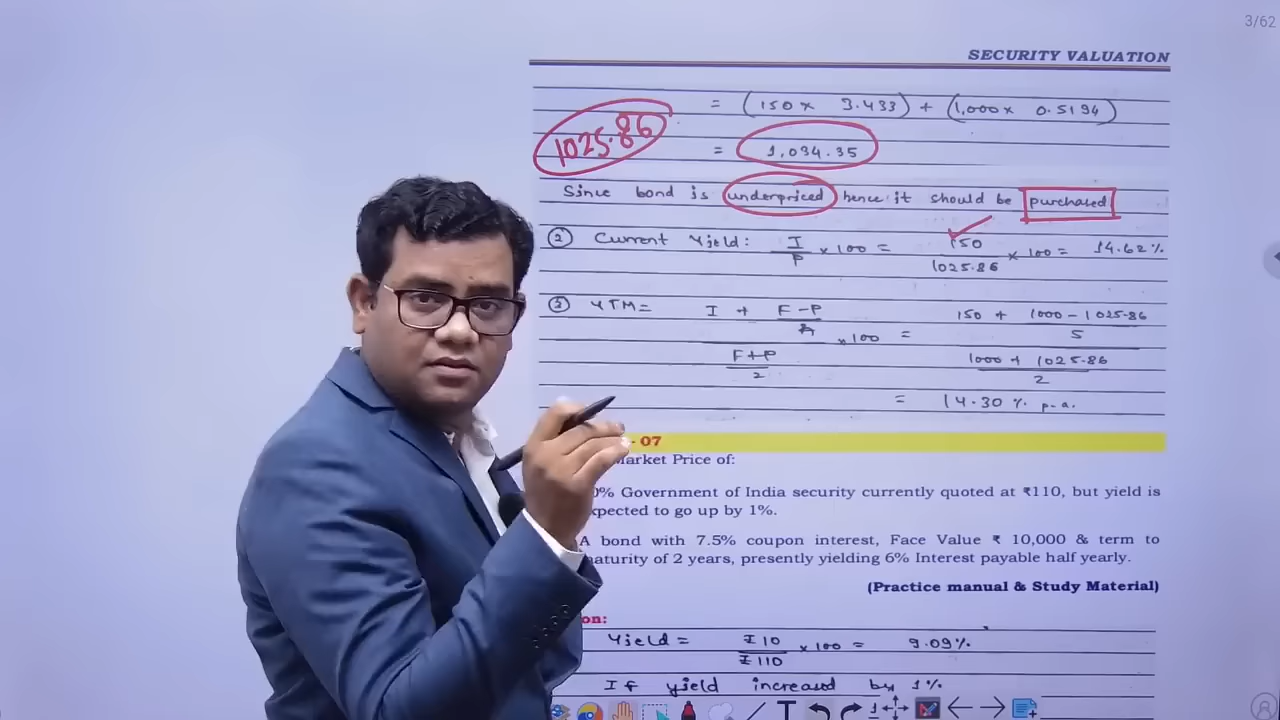 3/62
SECURITY VALUATION
= (150 x 3.433) + (1,000 x 0.5194)
1025.86
= 1,034.35
Since bond is underpriced hence it should be purchased
② Current Yield: I/P x 100 = 150/1025.86 x 100 = 14.62%
③ YTM = I + F-P/n x 100 = 150 + 1000 - 1025.86/5
F+P/2 1000 + 1025.86/2
= 14.30 % p.a.
- 07
Market Price of:
0% Government of India security currently quoted at ₹110, but yield is
xpected to go up by 1%.
A bond with 7.5% coupon interest, Face Value ₹ 10,000 & term to
aturity of 2 years, presently yielding 6% Interest payable half yearly.
(Practice manual & Study Material)
on:
Yield = ₹10/₹110 x 100 = 9.09%
If yield increased by 1%